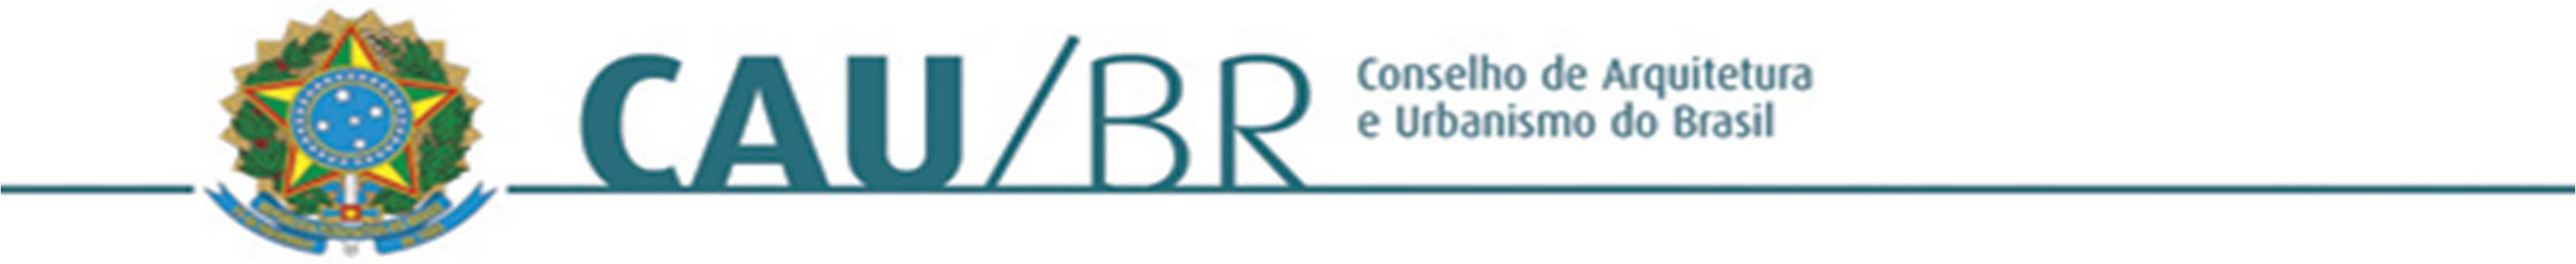 CAU/BR
Conselho de Arquitetura
e Urbanismo do Brasil